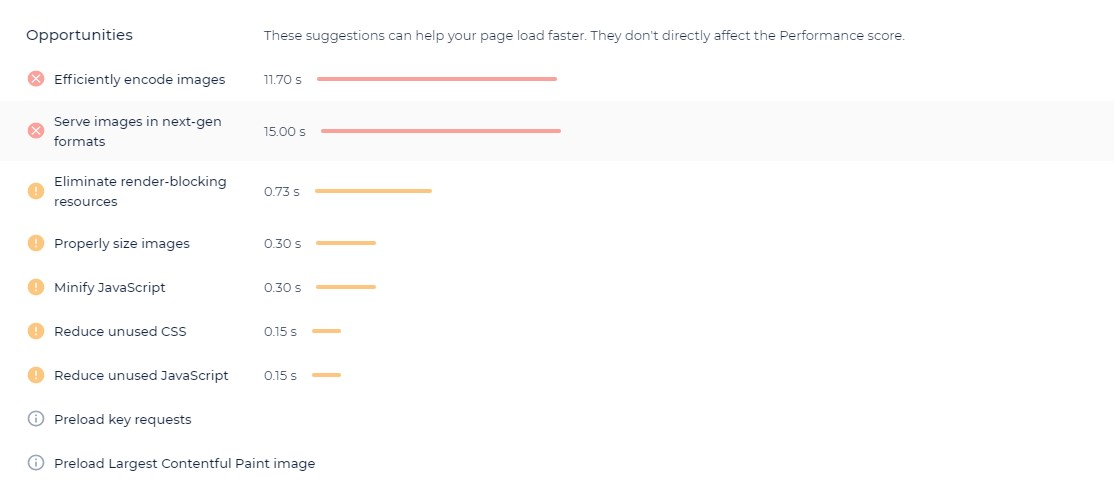 Opportunities
These suggestions can help your page load faster. They don't directly affect the Performance score.
Efficiently encode images
11.70 s
Serve images in next-gen
formats
15.00 s
Eliminate render-blocking
resources
0.73 s
Properly size images
0.30 s
Minify JavaScript
0.30 s
Reduce unused CSS
0.15 s
Reduce unused JavaScript
0.15 s
Preload key requests
Preload Largest Contentful Paint image